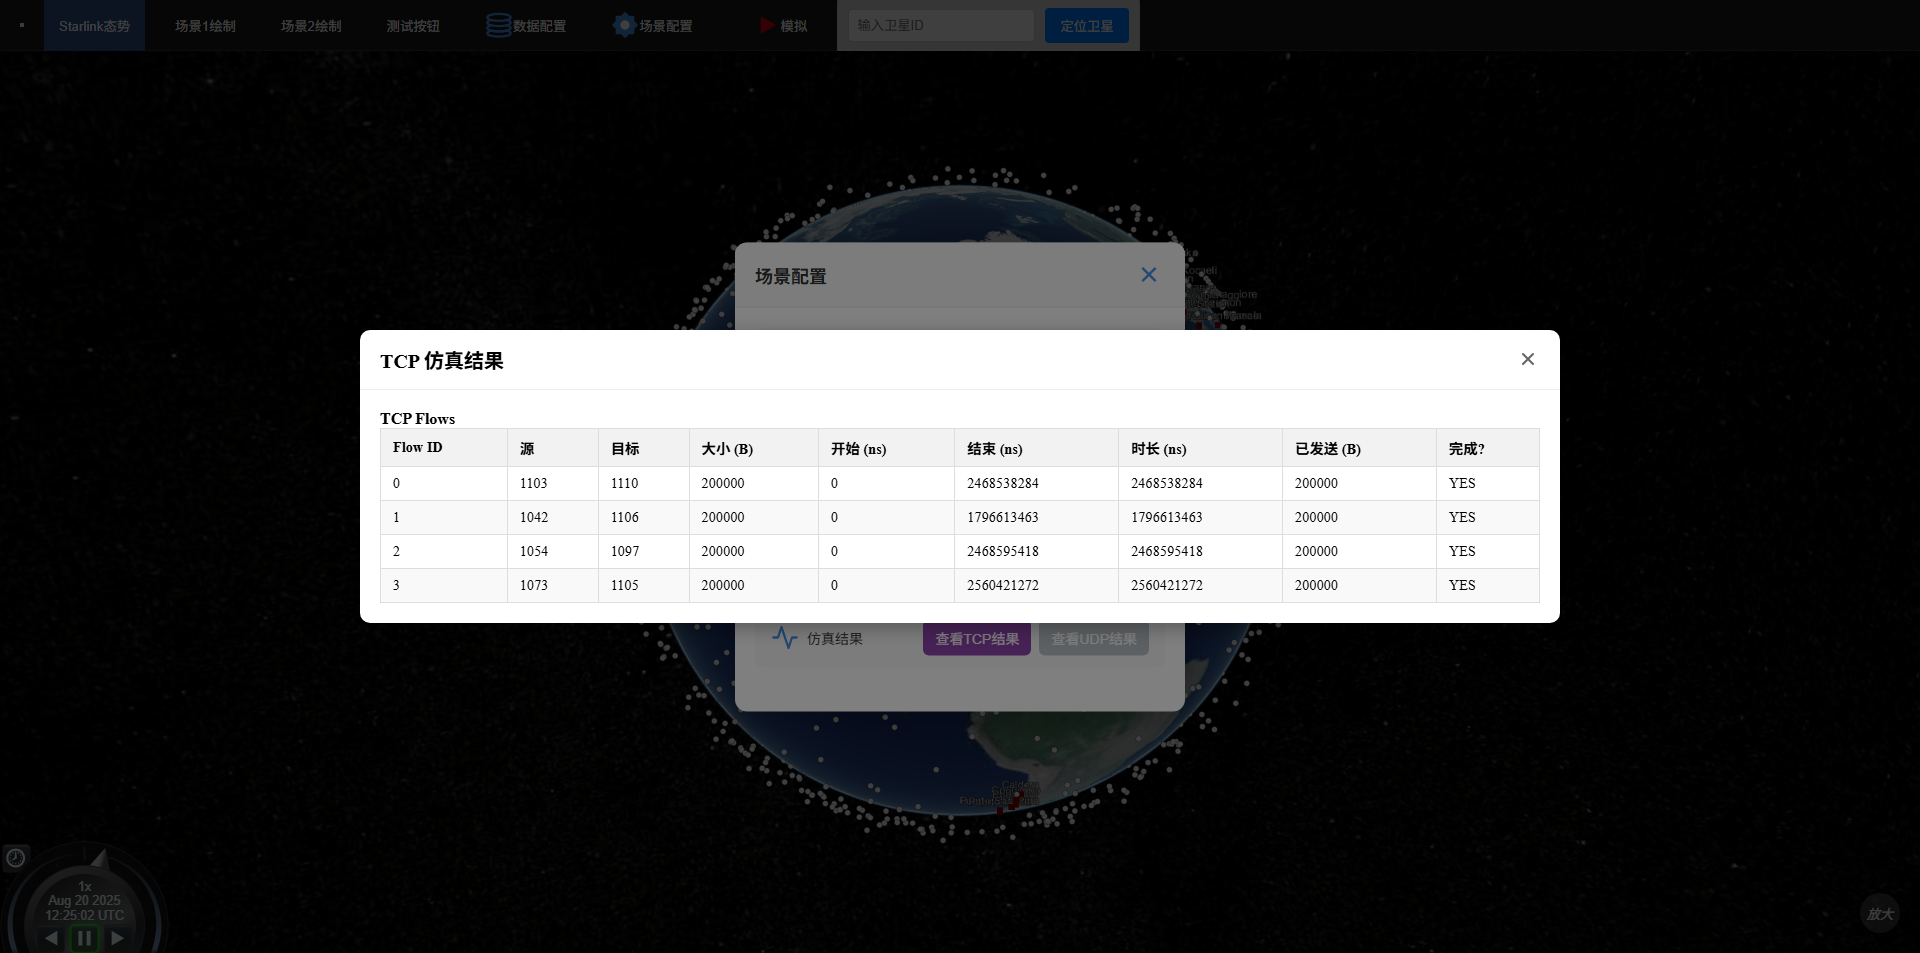 Starlink态势 场景1绘制 场景2绘制 测试按钮 数据配置 场景配置 模拟 输入卫星ID 定位卫星
场景配置
TCP 仿真结果
TCP Flows
Flow ID 源 目标 大小 (B) 开始 (ns) 结束 (ns) 时长 (ns) 已发送 (B) 完成?
0 1103 1110 200000 0 2468538284 2468538284 200000 YES
1 1042 1106 200000 0 1796613463 1796613463 200000 YES
2 1054 1097 200000 0 2468595418 2468595418 200000 YES
3 1073 1105 200000 0 2560421272 2560421272 200000 YES
仿真结果 查看TCP结果 查看UDP结果
1x
Aug 20 2025
12:25:02 UTC
放大